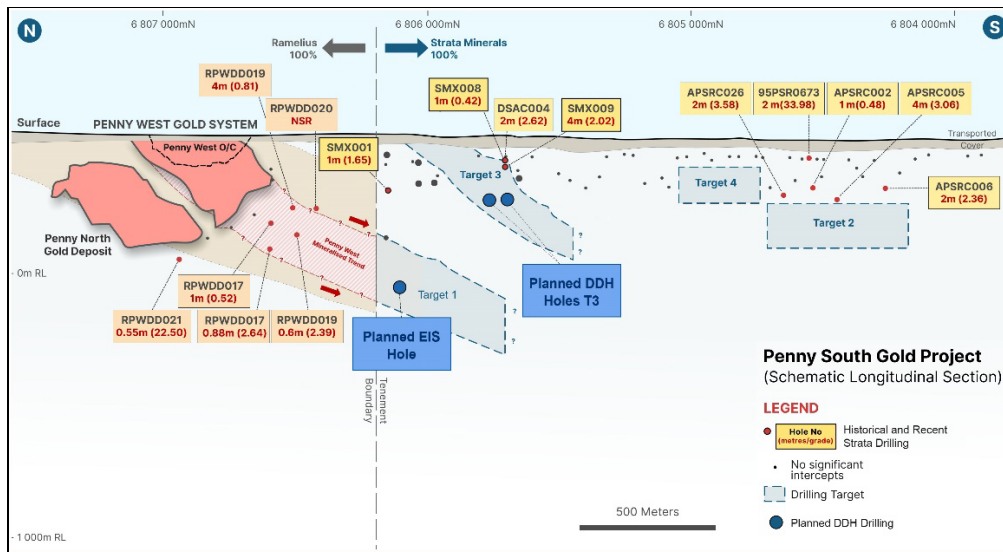 N
6 807 000mN
6 806 000mN
6 805 000mN
6 804 000mN
S
Ramelius
100%
Strata Minerals
100%
RPWDD019
4m (0.81)
RPWDD020
NSR
SMX008
1m (0.42)
DSAC004
2m (2.62)
SMX009
4m (2.02)
APSRC026
2m (3.58)
95PSR0673
2 m(33.98)
APSRC002
1 m(0.48)
APSRC005
4m (3.06)
Surface
PENNY WEST GOLD SYSTEM
Penny West O/C
SMX001
1m (1.65)
Transported
Cover
Target 3
Target 4
APSRC006
2m (2.36)
Target 2
Penny North
Gold Deposit
Penny West
Mineralised Trend
?
?
?
?
?
?
?
?
?
?
0m RL
RPWDD017
1m (0.52)
Target 1
Planned DDH
Holes T3
RPWDD021
0.55m (22.50)
RPWDD017
0.88m (2.64)
RPWDD019
0.6m (2.39)
Planned EIS
Hole
Tenement
Boundary
Penny South Gold Project
(Schematic Longitudinal Section)
LEGEND
Hole No
(metres/grade)
Historical and Recent
Strata Drilling
No significant
intercepts
Drilling Target
Planned DDH Drilling
500 Meters
- 1 000m RL